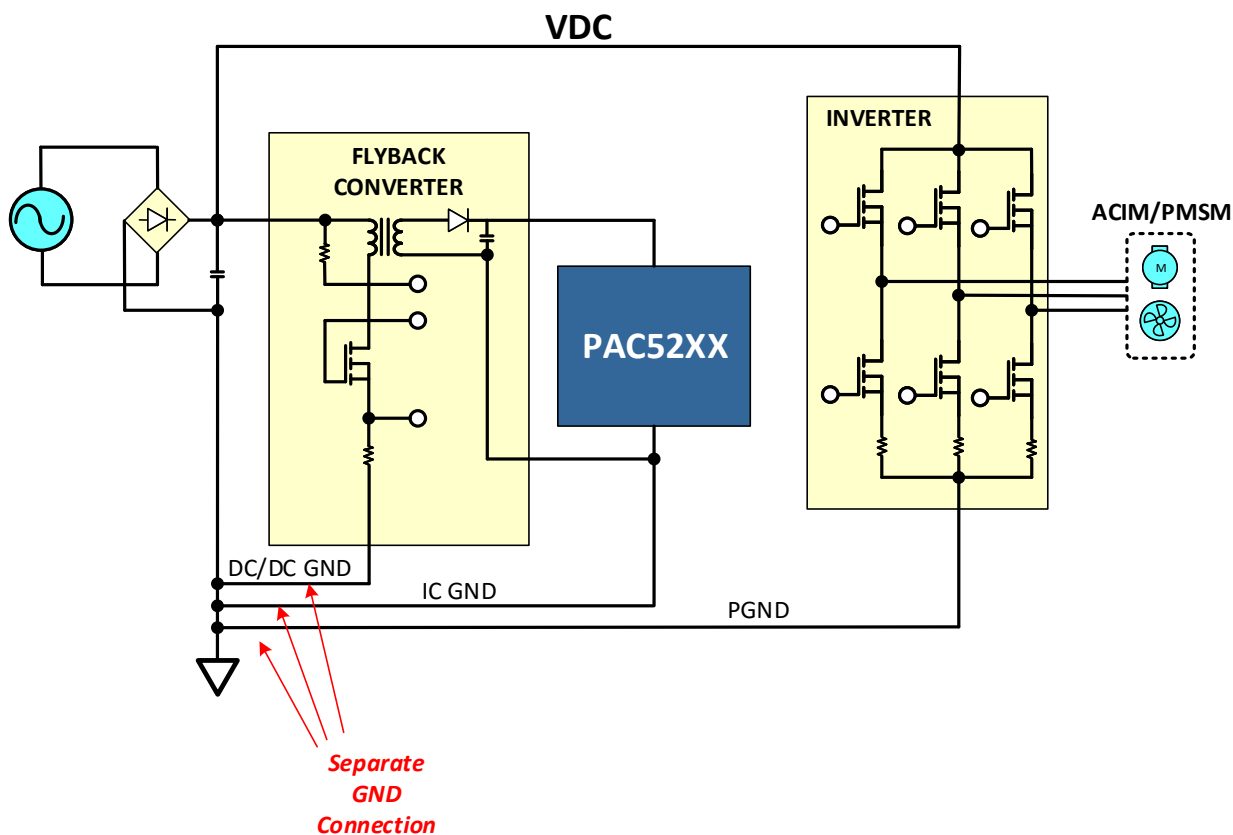 VDC
INVERTER
FLYBACK
CONVERTER
ACIM/PMSM
M
PAC52XX
DC/DC GND
IC GND
PGND
Separate
GND
Connection